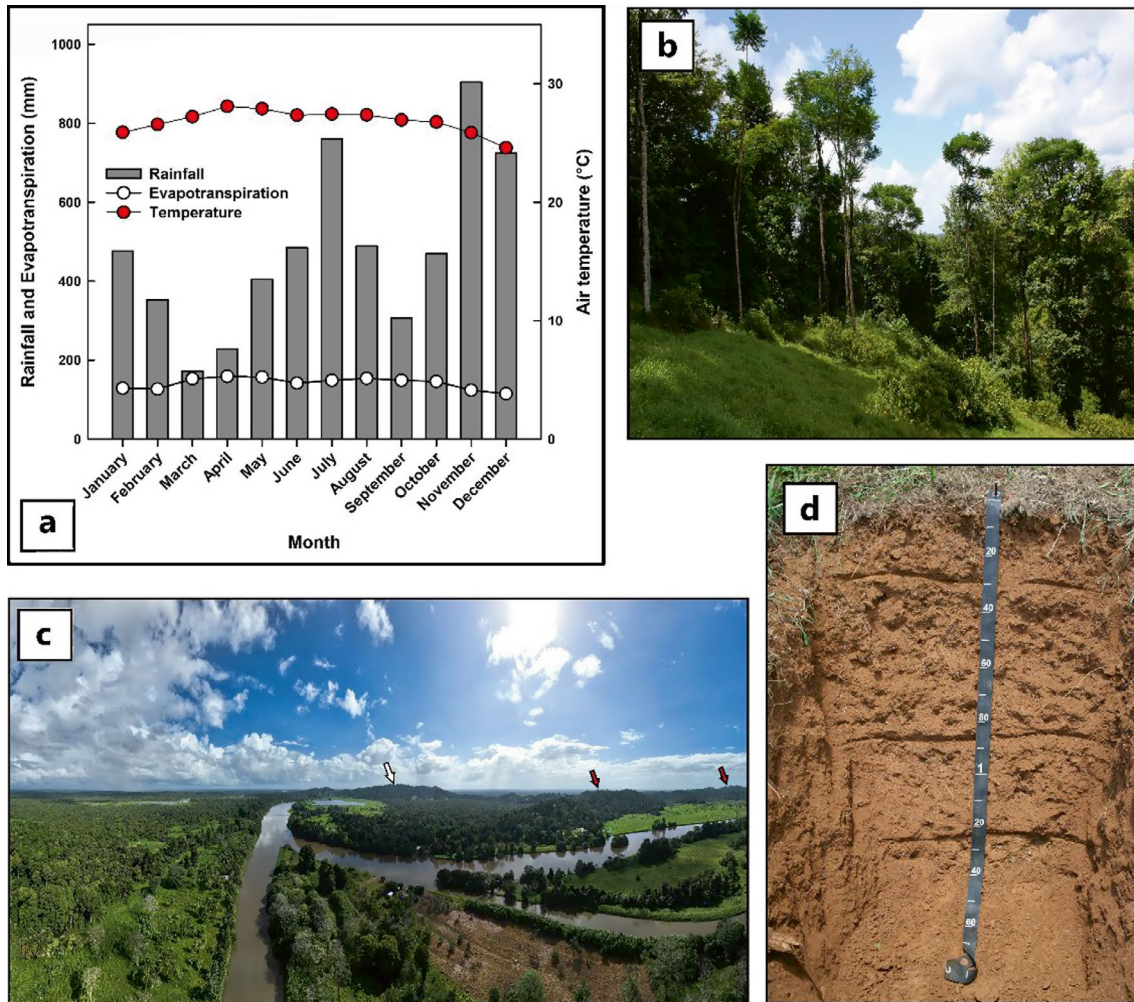 1000
800
600
400
200
0
Rainfall and Evapotranspiration (mm)
Rainfall
Evapotranspiration
Temperature
30
20
10
0
Air temperature (°C)
January
February
March
April
May
June
July
August
September
October
November
December
Month
a
b
c
d
20
40
60
80
1
20
40
60